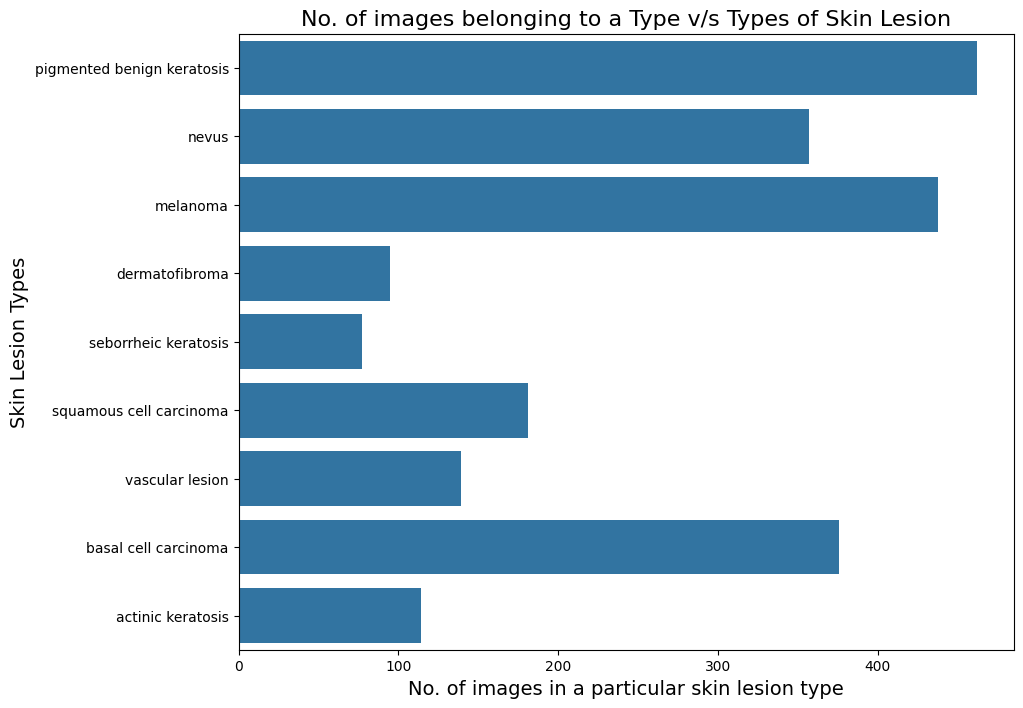 No. of images belonging to a Type v/s Types of Skin Lesion
Skin Lesion Types
pigmented benign keratosis
nevus
melanoma
dermatofibroma
seborrheic keratosis
squamous cell carcinoma
vascular lesion
basal cell carcinoma
actinic keratosis
0 100 200 300 400
No. of images in a particular skin lesion type